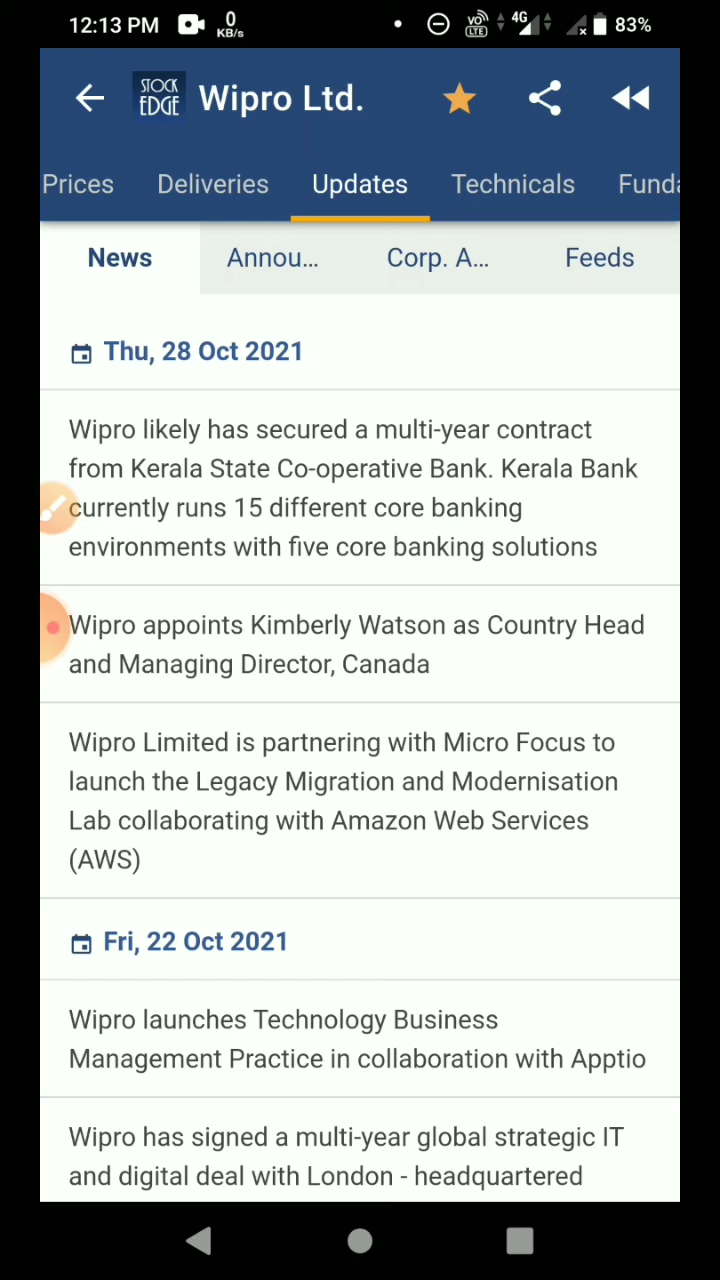 12:13 PM 0 KB/s VO LTE 4G 83%
STOCK EDGE Wipro Ltd.
Prices Deliveries Updates Technicals Funda
News Annou... Corp. A... Feeds
Thu, 28 Oct 2021
Wipro likely has secured a multi-year contract
from Kerala State Co-operative Bank. Kerala Bank
currently runs 15 different core banking
environments with five core banking solutions
Wipro appoints Kimberly Watson as Country Head
and Managing Director, Canada
Wipro Limited is partnering with Micro Focus to
launch the Legacy Migration and Modernisation
Lab collaborating with Amazon Web Services
(AWS)
Fri, 22 Oct 2021
Wipro launches Technology Business
Management Practice in collaboration with Apptio
Wipro has signed a multi-year global strategic IT
and digital deal with London - headquartered